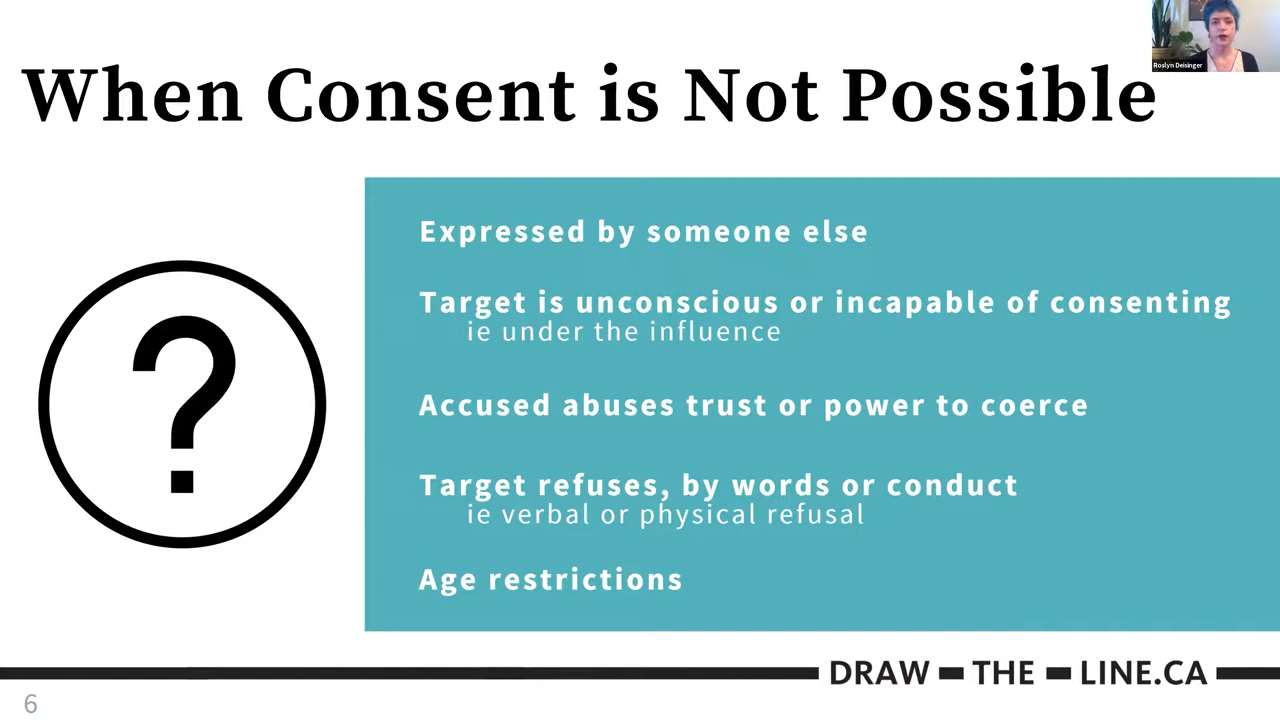 Roslyn Deisinger
When Consent is Not Possible
Expressed by someone else
Target is unconscious or incapable of consenting
ie under the influence
Accused abuses trust or power to coerce
Target refuses, by words or conduct
ie verbal or physical refusal
Age restrictions
DRAW THE LINE.CA
6